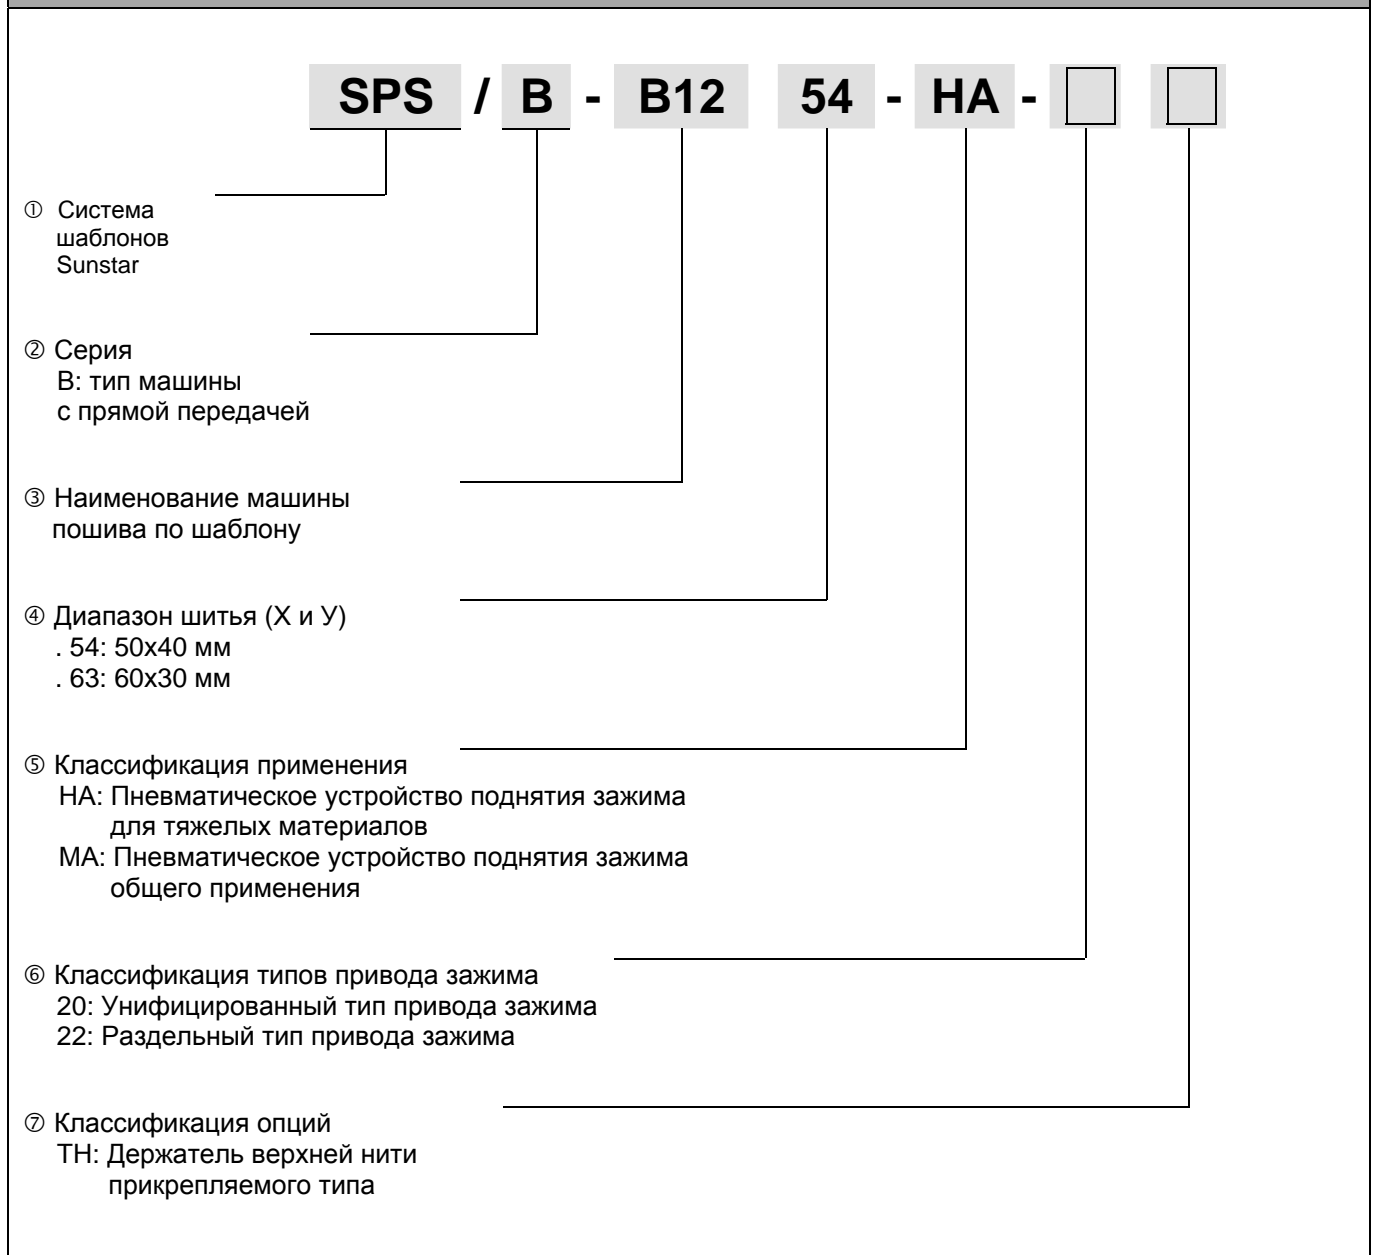 SPS / B - B12 54 - HA -
① Система
шаблонов
Sunstar
② Серия
B: тип машины
с прямой передачей
③ Наименование машины
пошива по шаблону
④ Диапазон шитья (X и У)
. 54: 50x40 мм
. 63: 60x30 мм
⑤ Классификация применения
HA: Пневматическое устройство поднятия зажима
для тяжелых материалов
MA: Пневматическое устройство поднятия зажима
общего применения
⑥ Классификация типов привода зажима
20: Унифицированный тип привода зажима
22: Раздельный тип привода зажима
⑦ Классификация опций
TH: Держатель верхней нити
прикрепляемого типа